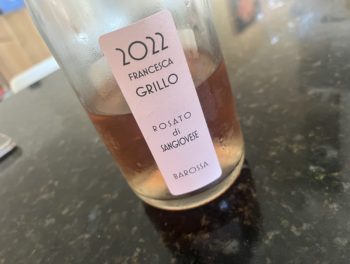 2022
FRANCESCA
GRILLO
ROSATO
di
SANGIOVESE
BAROSSA